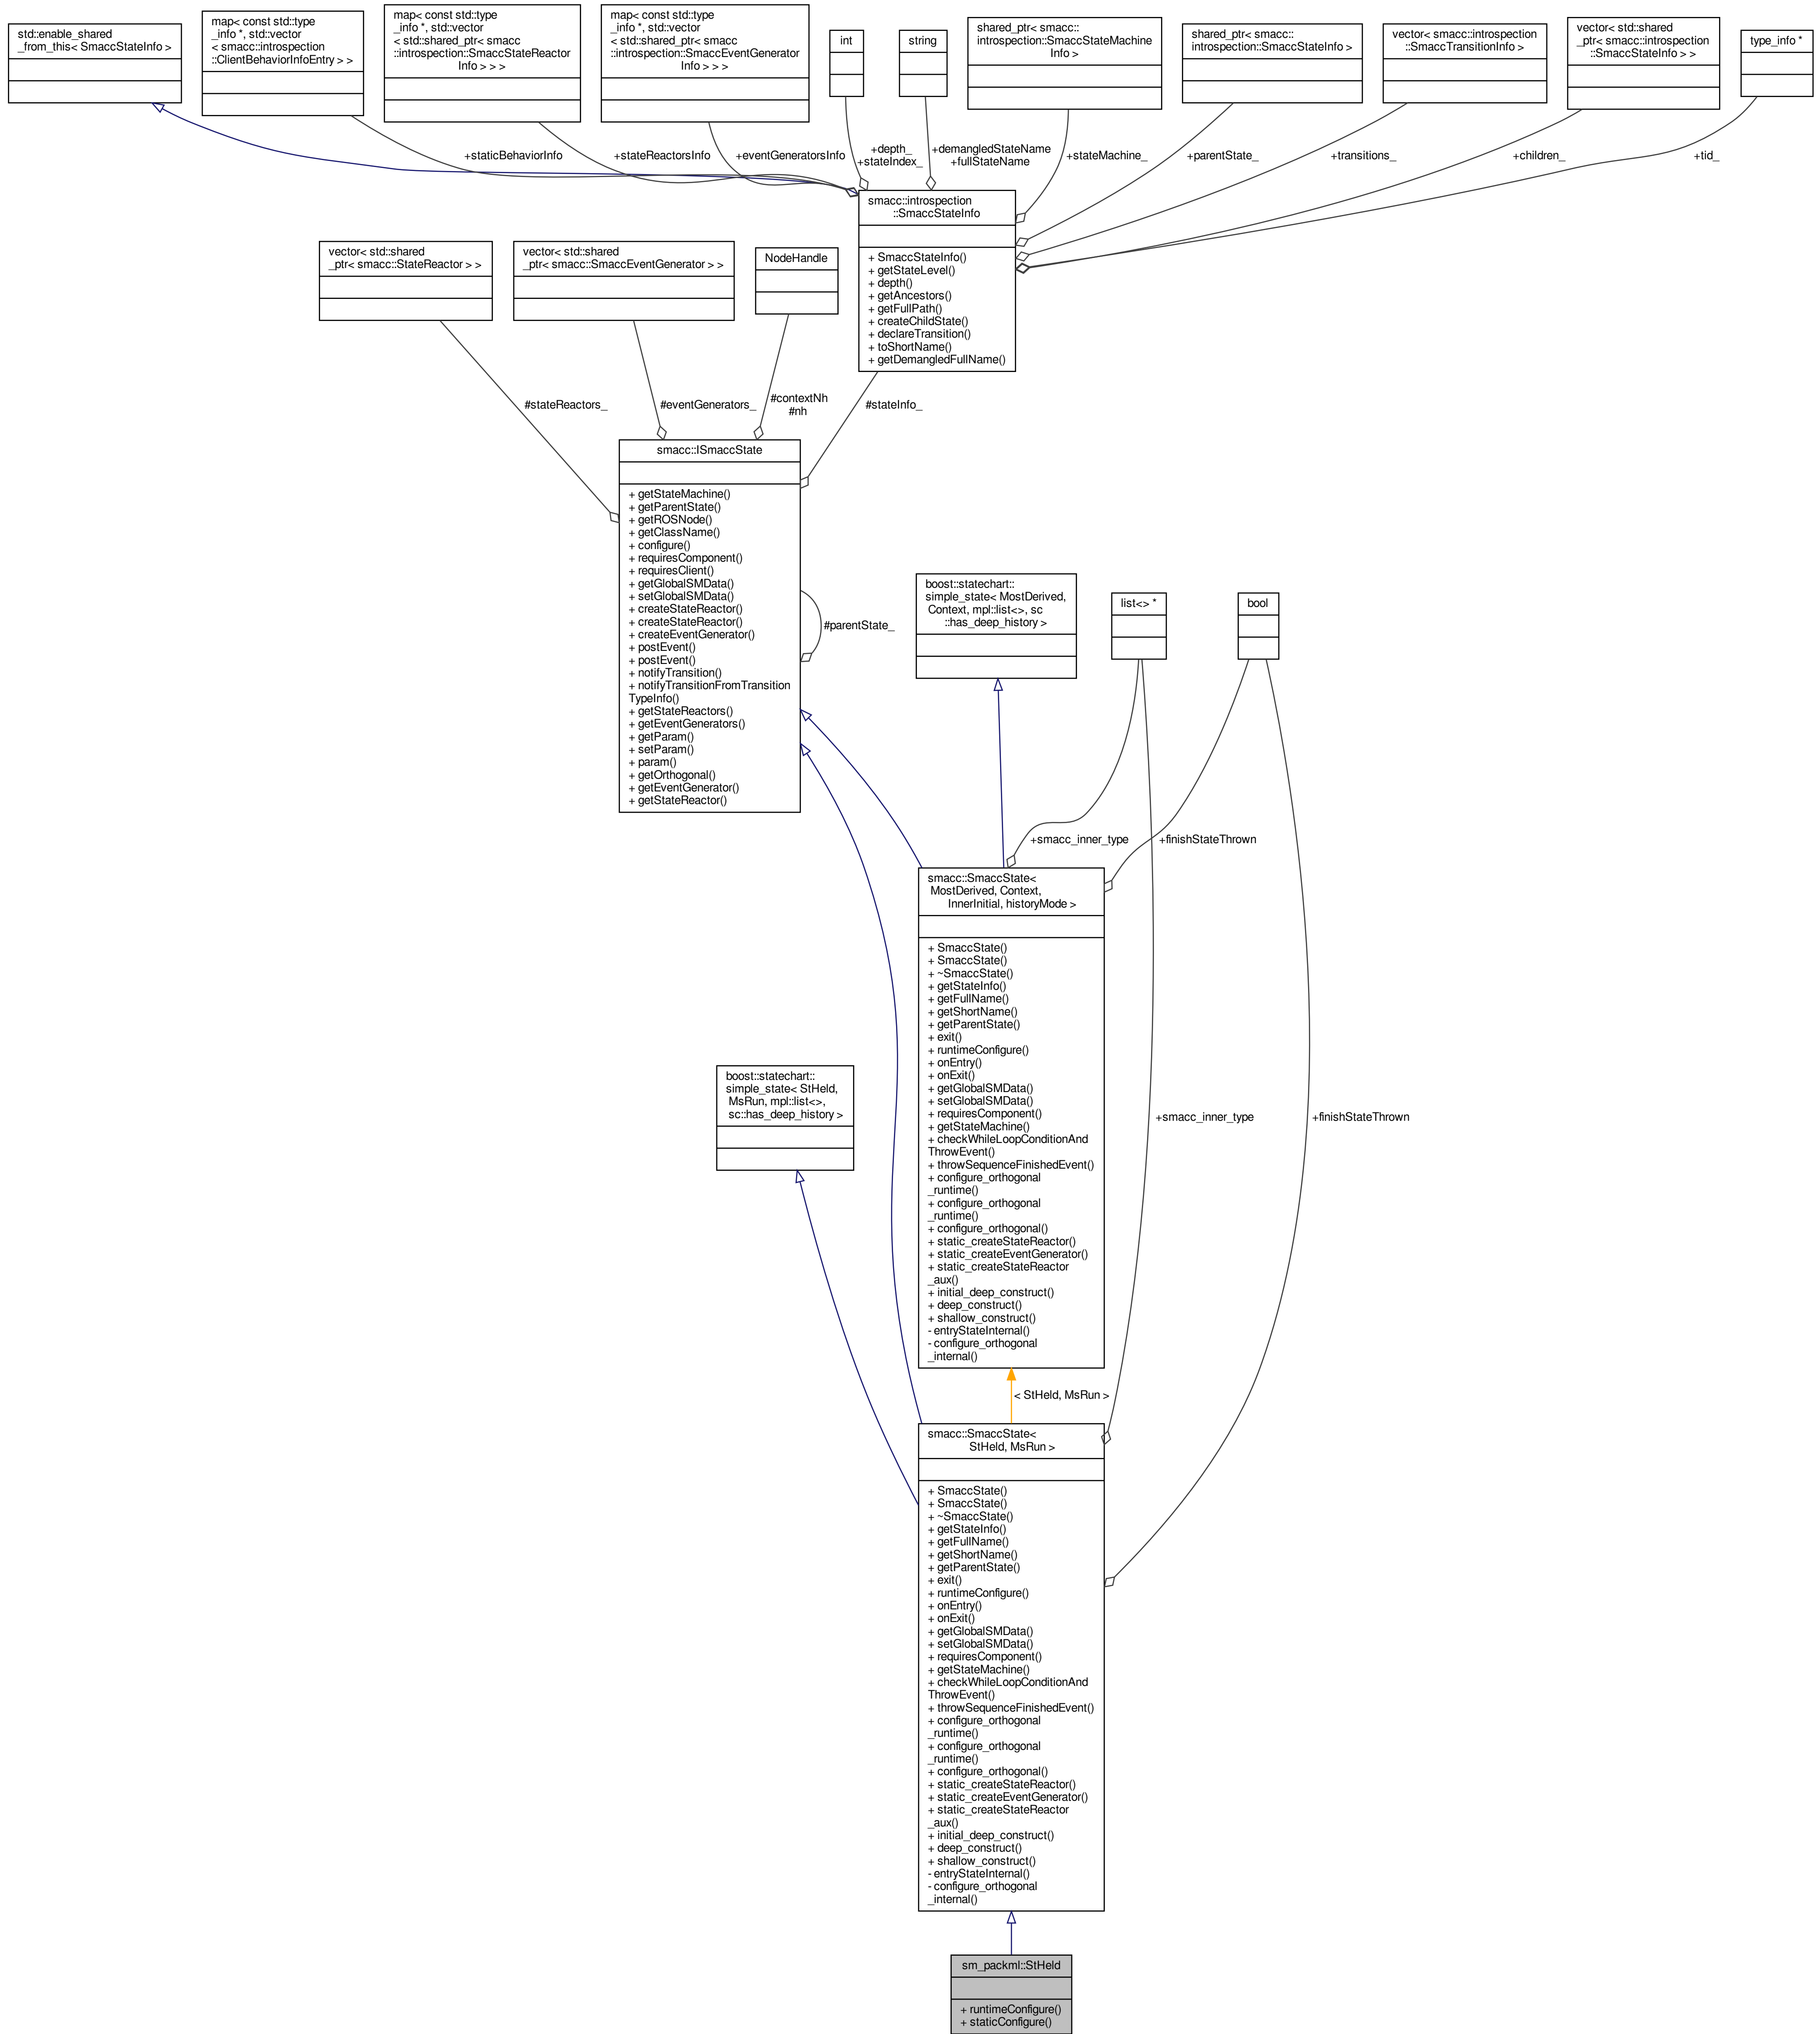 std::enable_shared
_from_this< SmaccStateInfo >
map< const std::type
_info *, std::vector
< smacc::introspection
::ClientBehaviorInfoEntry > >
map< const std::type
_info *, std::vector
< std::shared_ptr< smacc
::introspection::SmaccStateReactor
Info > > >
map< const std::type
_info *, std::vector
< std::shared_ptr< smacc
::introspection::SmaccEventGenerator
Info > > >
int
string
shared_ptr< smacc::
introspection::SmaccStateMachine
Info >
shared_ptr< smacc::
introspection::SmaccStateInfo >
vector< smacc::introspection
::SmaccTransitionInfo >
vector< std::shared
_ptr< smacc::introspection
::SmaccStateInfo > >
type_info *
+staticBehaviorInfo
+stateReactorsInfo
+eventGeneratorsInfo
+depth_
+stateIndex_
+demangledStateName
+fullStateName
+stateMachine_
+parentState_
+transitions_
+children_
+tid_
smacc::introspection
::SmaccStateInfo
+ SmaccStateInfo()
+ getStateLevel()
+ depth()
+ getAncestors()
+ getFullPath()
+ createChildState()
+ declareTransition()
+ toShortName()
+ getDemangledFullName()
vector< std::shared
_ptr< smacc::StateReactor > >
vector< std::shared
_ptr< smacc::SmaccEventGenerator > >
NodeHandle
#stateReactors_
#eventGenerators_
#contextNh
#nh
#stateInfo_
smacc::ISmaccState
+ getStateMachine()
+ getParentState()
+ getROSNode()
+ getClassName()
+ configure()
+ requiresComponent()
+ requiresClient()
+ getGlobalSMData()
+ setGlobalSMData()
+ createStateReactor()
+ createStateReactor()
+ createEventGenerator()
+ postEvent()
+ postEvent()
+ notifyTransition()
+ notifyTransitionFromTransition
TypeInfo()
+ getStateReactors()
+ getEventGenerators()
+ getParam()
+ setParam()
+ param()
+ getOrthogonal()
+ getEventGenerator()
+ getStateReactor()
#parentState_
boost::statechart::
simple_state< MostDerived,
Context, mpl::list<>, sc
::has_deep_history >
list<> *
bool
+smacc_inner_type
+finishStateThrown
smacc::SmaccState<
MostDerived, Context,
InnerInitial, historyMode >
+ SmaccState()
+ SmaccState()
+ ~SmaccState()
+ getStateInfo()
+ getFullName()
+ getShortName()
+ getParentState()
+ exit()
+ runtimeConfigure()
+ onEntry()
+ onExit()
+ getGlobalSMData()
+ setGlobalSMData()
+ requiresComponent()
+ getStateMachine()
+ checkWhileLoopConditionAnd
ThrowEvent()
+ throwSequenceFinishedEvent()
+ configure_orthogonal
_runtime()
+ configure_orthogonal
_runtime()
+ configure_orthogonal()
+ static_createStateReactor()
+ static_createEventGenerator()
+ static_createStateReactor
_aux()
+ initial_deep_construct()
+ deep_construct()
+ shallow_construct()
- entryStateInternal()
- configure_orthogonal
_internal()
boost::statechart::
simple_state< StHeld,
MsRun, mpl::list<>,
sc::has_deep_history >
+smacc_inner_type
+finishStateThrown
< StHeld, MsRun >
smacc::SmaccState<
StHeld, MsRun >
+ SmaccState()
+ SmaccState()
+ ~SmaccState()
+ getStateInfo()
+ getFullName()
+ getShortName()
+ getParentState()
+ exit()
+ runtimeConfigure()
+ onEntry()
+ onExit()
+ getGlobalSMData()
+ setGlobalSMData()
+ requiresComponent()
+ getStateMachine()
+ checkWhileLoopConditionAnd
ThrowEvent()
+ throwSequenceFinishedEvent()
+ configure_orthogonal
_runtime()
+ configure_orthogonal
_runtime()
+ configure_orthogonal()
+ static_createStateReactor()
+ static_createEventGenerator()
+ static_createStateReactor
_aux()
+ initial_deep_construct()
+ deep_construct()
+ shallow_construct()
- entryStateInternal()
- configure_orthogonal
_internal()
sm_packml::StHeld
+ runtimeConfigure()
+ staticConfigure()